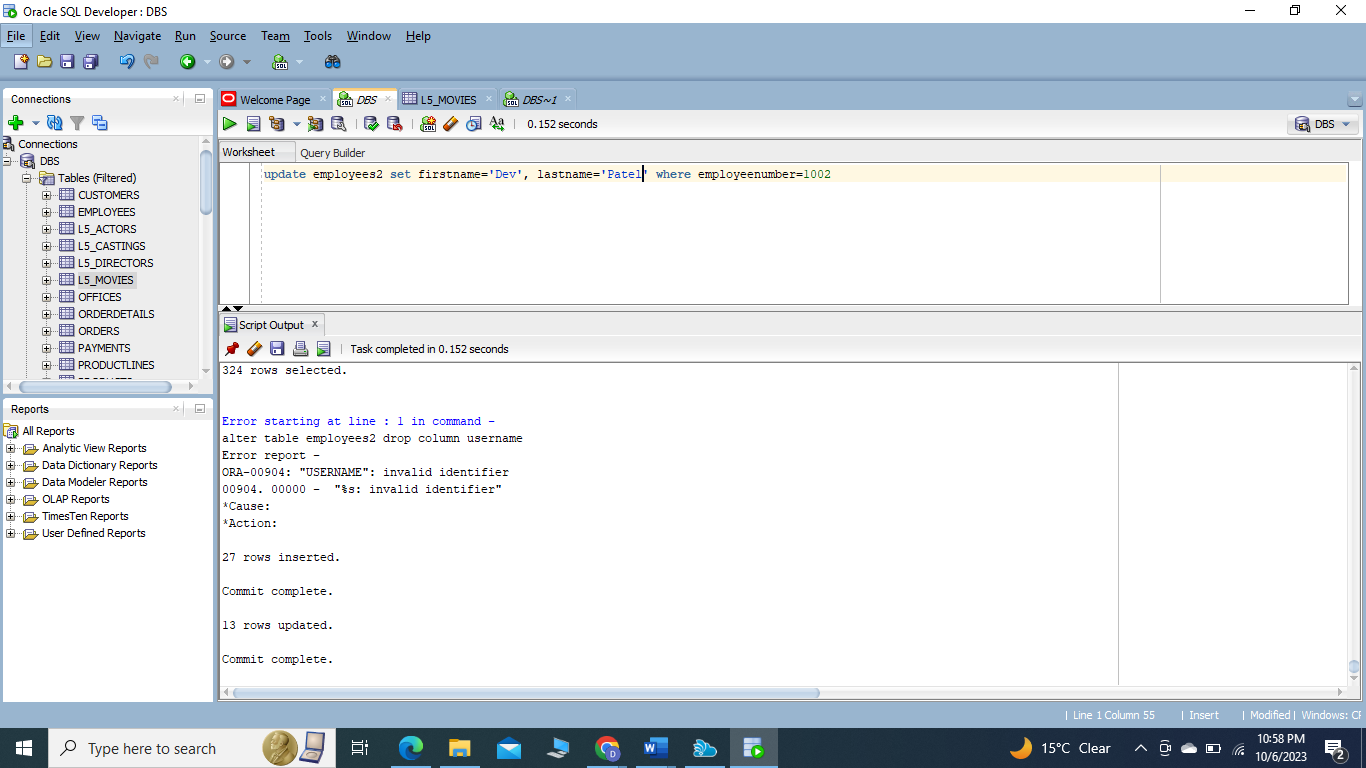 Oracle SQL Developer : DBS
File Edit View Navigate Run Source Team Tools Window Help
Connections
Connections
DBS
Tables (Filtered)
CUSTOMERS
EMPLOYEES
L5_ACTORS
L5_CASTINGS
L5_DIRECTORS
L5_MOVIES
OFFICES
ORDERDETAILS
ORDERS
PAYMENTS
PRODUCTLINES
Reports
All Reports
Analytic View Reports
Data Dictionary Reports
Data Modeler Reports
OLAP Reports
TimesTen Reports
User Defined Reports
Welcome Page DBS L5_MOVIES DBS~1
0.152 seconds DBS
Worksheet Query Builder
update employees2 set firstname='Dev', lastname='Patel' where employeenumber=1002
Script Output x
Task completed in 0.152 seconds
324 rows selected.
Error starting at line : 1 in command -
alter table employees2 drop column username
Error report -
ORA-00904: "USERNAME": invalid identifier
00904. 00000 -  "%s: invalid identifier"
*Cause:
*Action:
27 rows inserted.
Commit complete.
13 rows updated.
Commit complete.
| Line 1 Column 55 | Insert | Modified | Windows: CF
Type here to search
15°C Clear
10:58 PM
10/6/2023
2